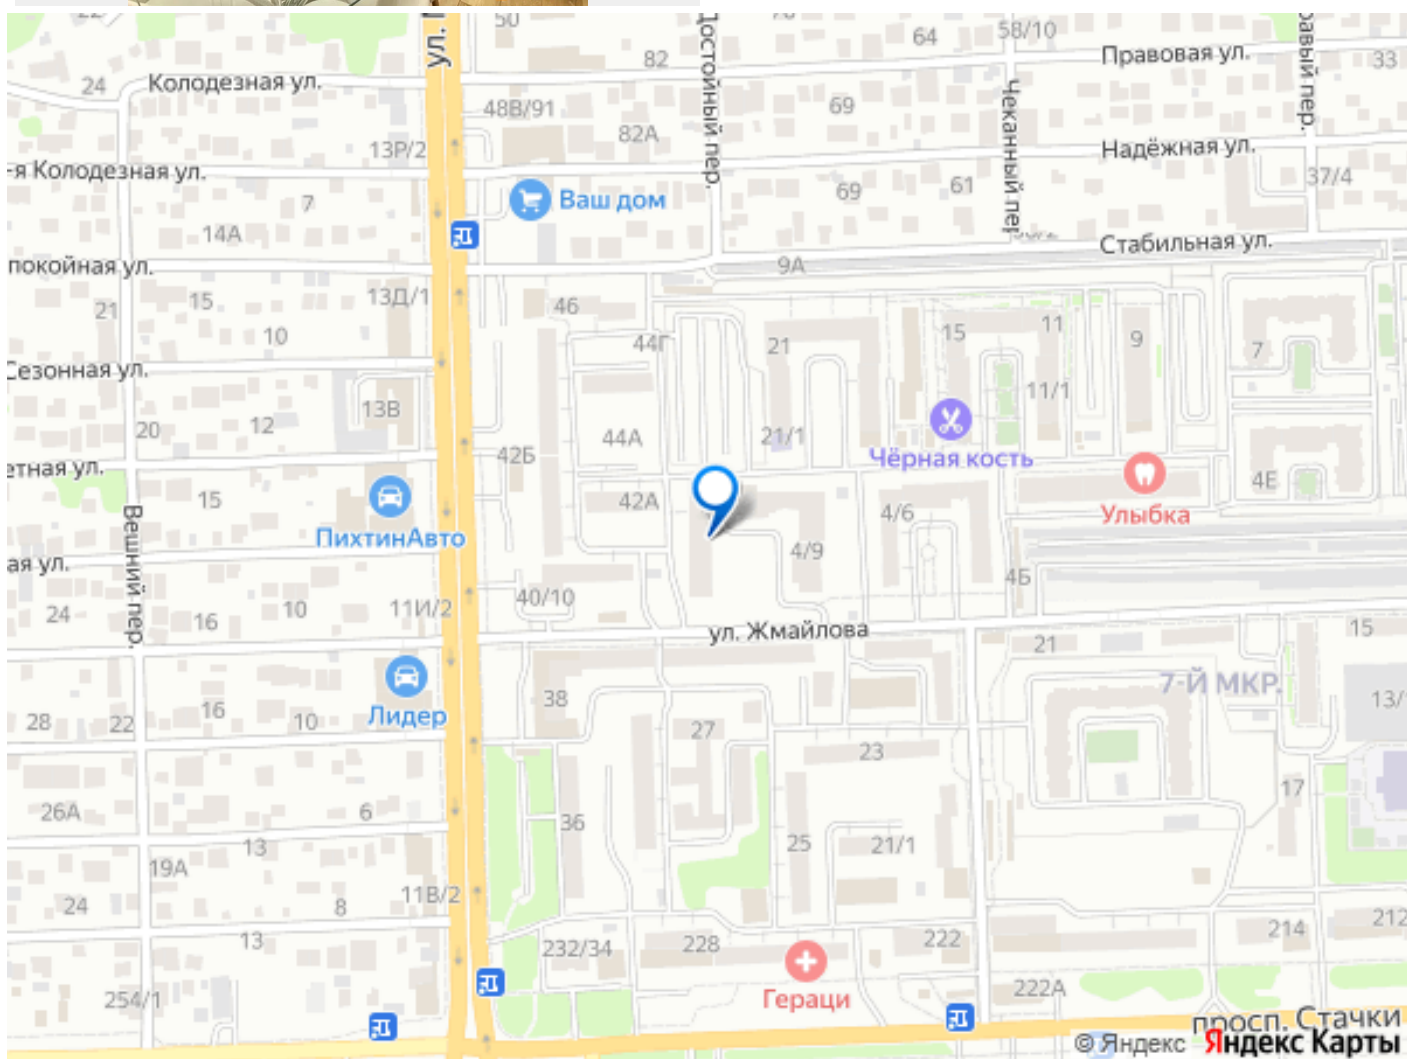 50
64
58/10
Достойный пер.
Правовая ул.
33
82
24
Колодезная ул.
48В/91
69
82А
Чеканный пер
13Р/2
Надёжная ул.
-я Колодезная ул.
37/4
69
61
7
Ваш дом
14А
Стабильная ул.
покойная ул.
9А
13Д/1
15
21
46
10
44Г
21
15
11
9
7
Сезонная ул.
11/1
13В
20
12
44А
21/1
42Б
Чёрная кость
етная ул.
15
42А
4Е
4/6
Улыбка
Вешний пер.
ПихтинАвто
4/9
ая ул.
4Б
24
16
10
11И/2
40/10
ул. Жмайлова
15
21
7-Й МКР.
38
16
Лидер
28
22
10
27
13/
23
26А
6
36
17
13
25
21/1
19А
11В/2
24
8
13
232/34
228
222
214
212
254/1
Гераци
222А
просп. Стачки
© Яндекс Яндекс Карты